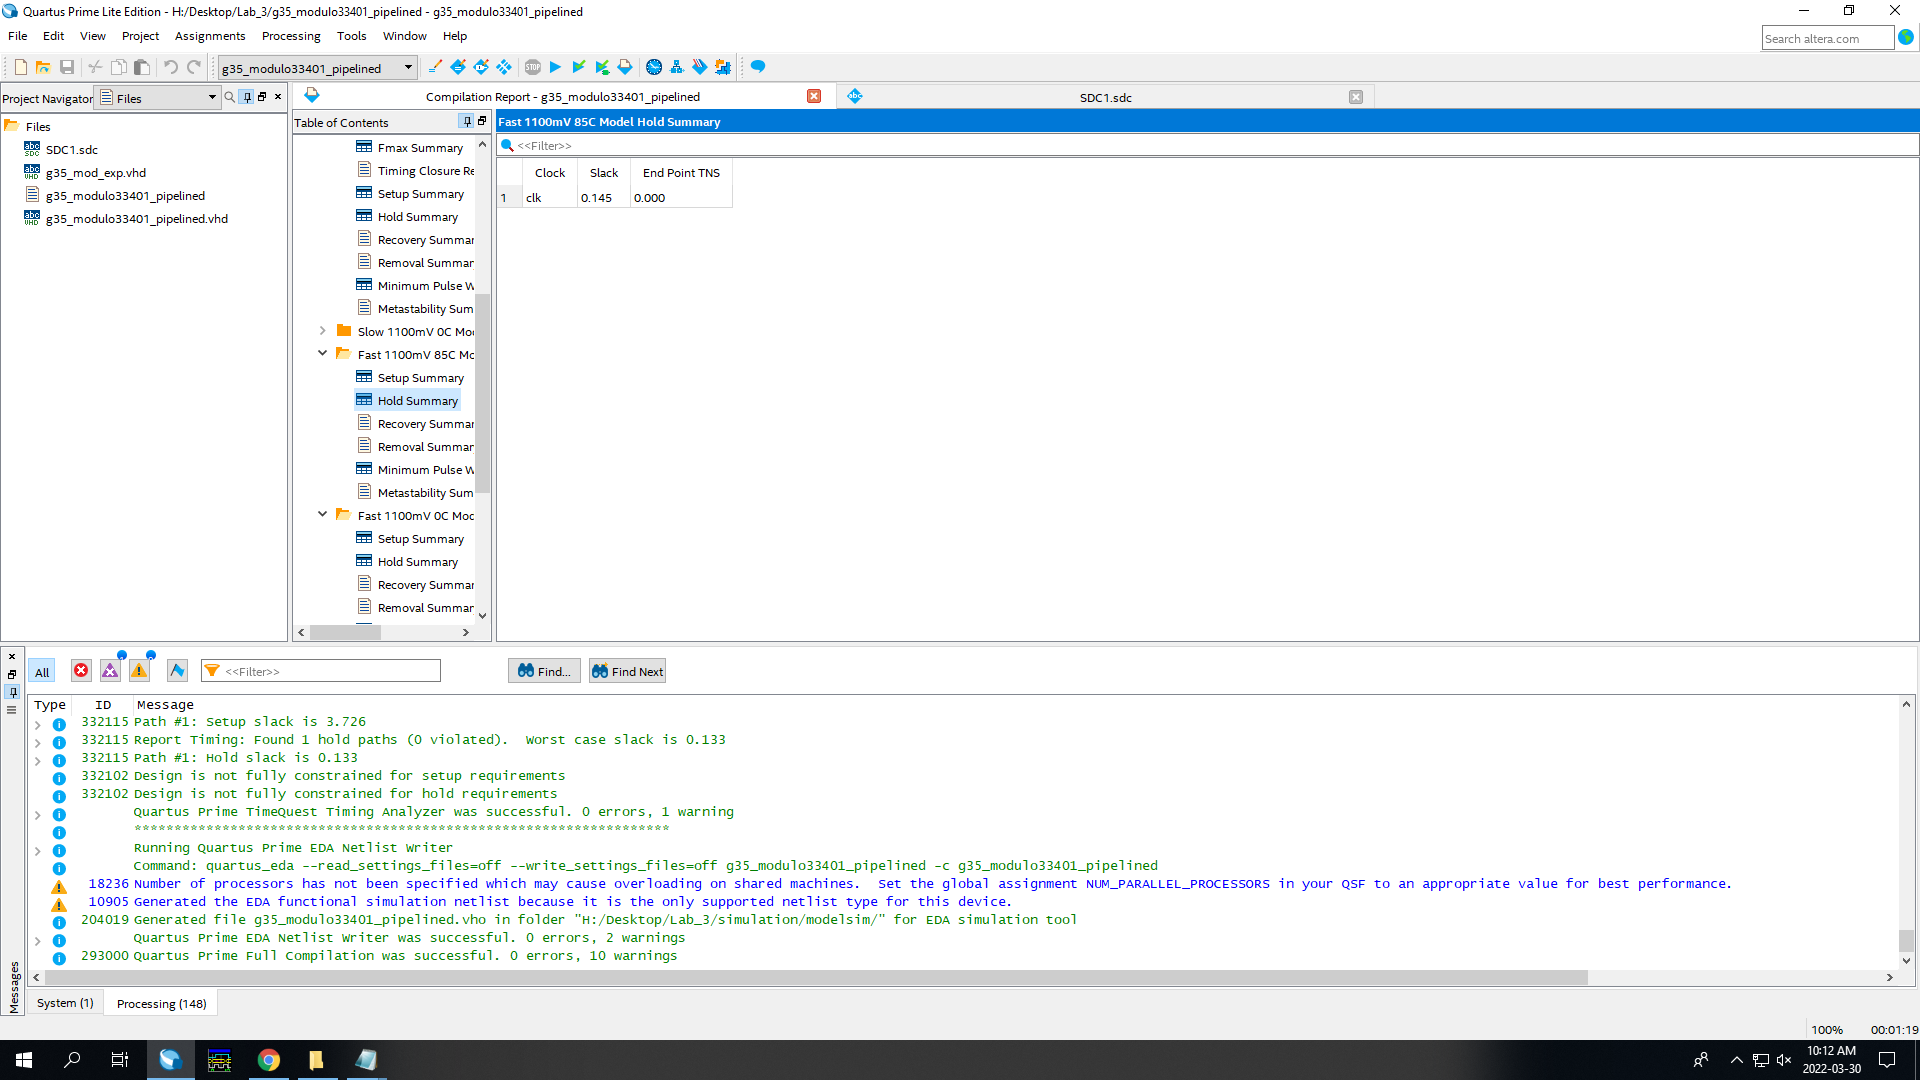 Quartus Prime Lite Edition - H:/Desktop/Lab_3/g35_modulo33401_pipelined - g35_modulo33401_pipelined
File Edit View Project Assignments Processing Tools Window Help
Search altera.com
g35_modulo33401_pipelined
Project Navigator Files
Files
SDC1.sdc
g35_mod_exp.vhd
g35_modulo33401_pipelined
g35_modulo33401_pipelined.vhd
Compilation Report - g35_modulo33401_pipelined
SDC1.sdc
Table of Contents
Fmax Summary
Timing Closure Re
Setup Summary
Hold Summary
Recovery Summar
Removal Summar
Minimum Pulse W
Metastability Sum
Slow 1100mV 0C Mod
Fast 1100mV 85C Mo
Setup Summary
Hold Summary
Recovery Summar
Removal Summar
Minimum Pulse W
Metastability Sum
Fast 1100mV 0C Mod
Setup Summary
Hold Summary
Recovery Summar
Removal Summar
Fast 1100mV 85C Model Hold Summary
<<Filter>>
Clock Slack End Point TNS
1 clk 0.145 0.000
All <<Filter>> Find... Find Next
Type ID Message
332115 Path #1: Setup slack is 3.726
332115 Report Timing: Found 1 hold paths (0 violated).  Worst case slack is 0.133
332115 Path #1: Hold slack is 0.133
332102 Design is not fully constrained for setup requirements
332102 Design is not fully constrained for hold requirements
Quartus Prime TimeQuest Timing Analyzer was successful. 0 errors, 1 warning
*******************************************************************
Running Quartus Prime EDA Netlist Writer
Command: quartus_eda --read_settings_files=off --write_settings_files=off g35_modulo33401_pipelined -c g35_modulo33401_pipelined
18236 Number of processors has not been specified which may cause overloading on shared machines.  Set the global assignment NUM_PARALLEL_PROCESSORS in your QSF to an appropriate value for best performance.
10905 Generated the EDA functional simulation netlist because it is the only supported netlist type for this device.
204019 Generated file g35_modulo33401_pipelined.vho in folder "H:/Desktop/Lab_3/simulation/modelsim/" for EDA simulation tool
Quartus Prime EDA Netlist Writer was successful. 0 errors, 2 warnings
293000 Quartus Prime Full Compilation was successful. 0 errors, 10 warnings
Messages
System (1) Processing (148)
100% 00:01:19
10:12 AM
2022-03-30